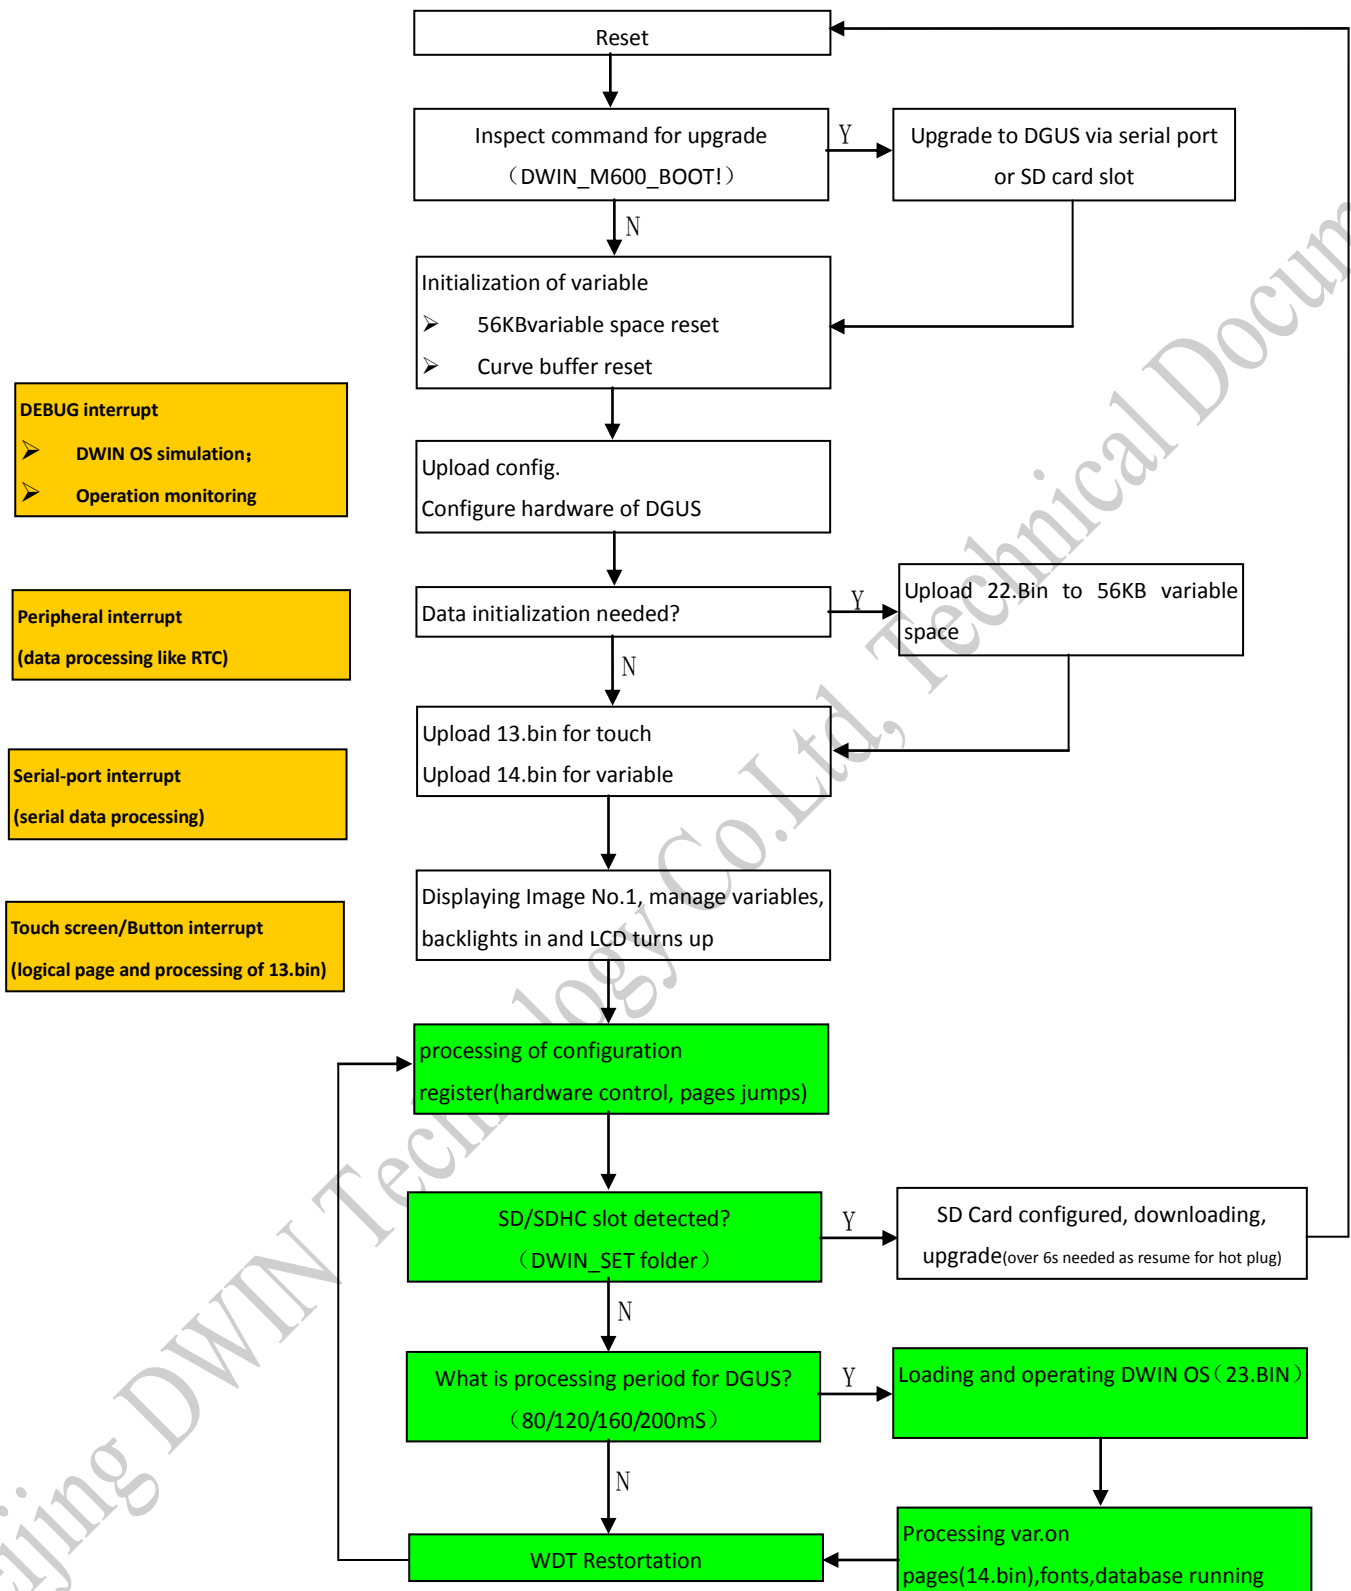 Reset
Inspect command for upgrade
（DWIN_M600_BOOT!）
Y
Upgrade to DGUS via serial port
or SD card slot
N
Initialization of variable
➢ 56KBvariable space reset
➢ Curve buffer reset
DEBUG interrupt
➢ DWIN OS simulation；
➢ Operation monitoring
Upload config.
Configure hardware of DGUS
Peripheral interrupt
(data processing like RTC)
Data initialization needed?
Y
Upload 22.Bin to 56KB variable
space
N
Upload 13.bin for touch
Upload 14.bin for variable
Serial-port interrupt
(serial data processing)
Displaying Image No.1, manage variables,
backlights in and LCD turns up
Touch screen/Button interrupt
(logical page and processing of 13.bin)
processing of configuration
register(hardware control, pages jumps)
SD/SDHC slot detected?
（DWIN_SET folder）
Y
SD Card configured, downloading,
upgrade(over 6s needed as resume for hot plug)
N
What is processing period for DGUS?
（80/120/160/200mS）
Y
Loading and operating DWIN OS（23.BIN）
N
WDT Restortation
Processing var.on
pages(14.bin),fonts,database running
eijing DWIN Technology Co.Ltd, Technical Docum